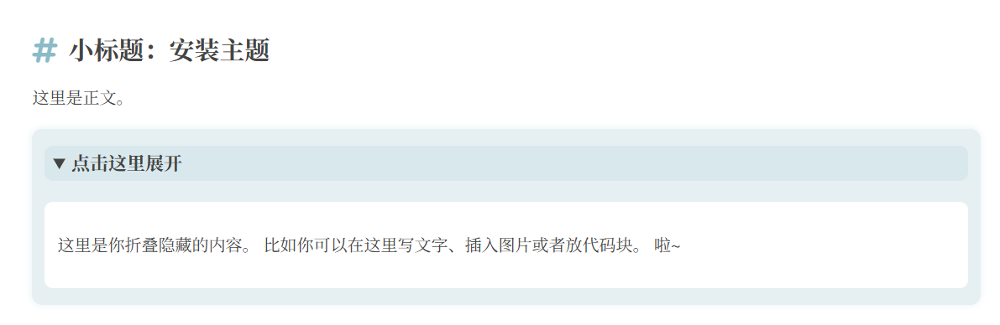 # 小标题：安装主题
这里是正文。
▼ 点击这里展开
这里是你折叠隐藏的内容。 比如你可以在这里写文字、插入图片或者放代码块。 啦~